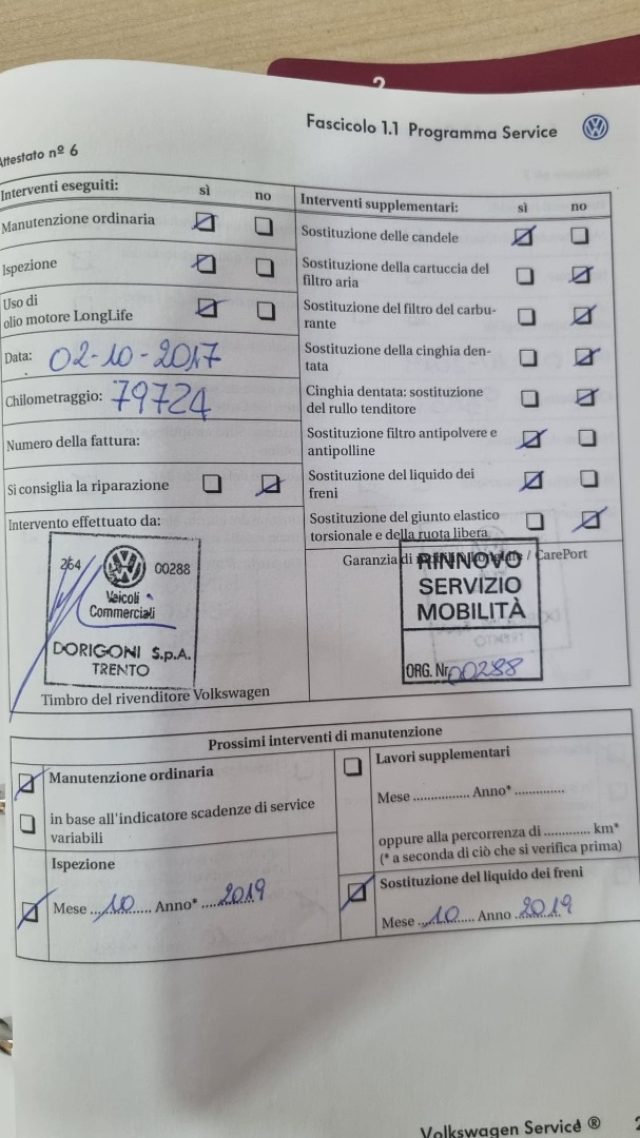 2
Fascicolo 1.1 Programma Service
Attestato nº 6
Interventi eseguiti: sì no
Manutenzione ordinaria
Ispezione
Uso di
olio motore LongLife
Data: 02-10-2017
Chilometraggio: 79724
Numero della fattura:
Si consiglia la riparazione
Intervento effettuato da:
264 00288
Veicoli
Commerciali
DORIGONI S.p.A.
TRENTO
Timbro del rivenditore Volkswagen
Interventi supplementari: sì no
Sostituzione delle candele
Sostituzione della cartuccia del
filtro aria
Sostituzione del filtro del carbu-
rante
Sostituzione della cinghia den-
tata
Cinghia dentata: sostituzione
del rullo tenditore
Sostituzione filtro antipolvere e
antipolline
Sostituzione del liquido dei
freni
Sostituzione del giunto elastico
torsionale e della ruota libera
Garanzia di / CarePort
RINNOVO
SERVIZIO
MOBILITÀ
ORG. Nr 00288
Prossimi interventi di manutenzione
Manutenzione ordinaria
in base all'indicatore scadenze di service
variabili
Ispezione
Mese ...10...... Anno* ....2019
Lavori supplementari
Mese ................ Anno* ..............
oppure alla percorrenza di ............ km*
(* a seconda di ciò che si verifica prima)
Sostituzione del liquido dei freni
Mese ..10..... Anno .2019
Volkswagen Service ®